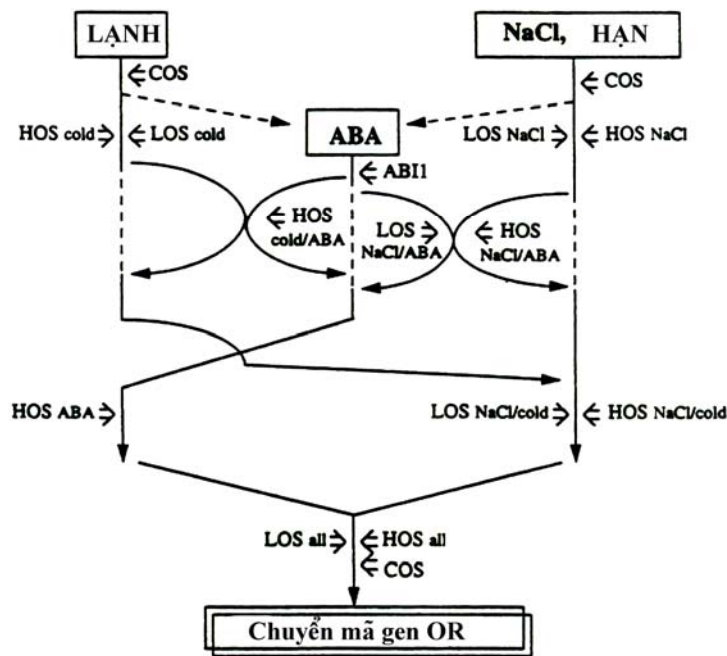 LẠNH
NaCl, HẠN
COS
COS
ABA
HOS cold
LOS cold
LOS NaCl
HOS NaCl
ABI1
HOS
cold/ABA
LOS
NaCl/ABA
HOS
NaCl/ABA
HOS ABA
LOS NaCl/cold
HOS NaCl/cold
LOS all
HOS all
COS
Chuyển mã gen OR